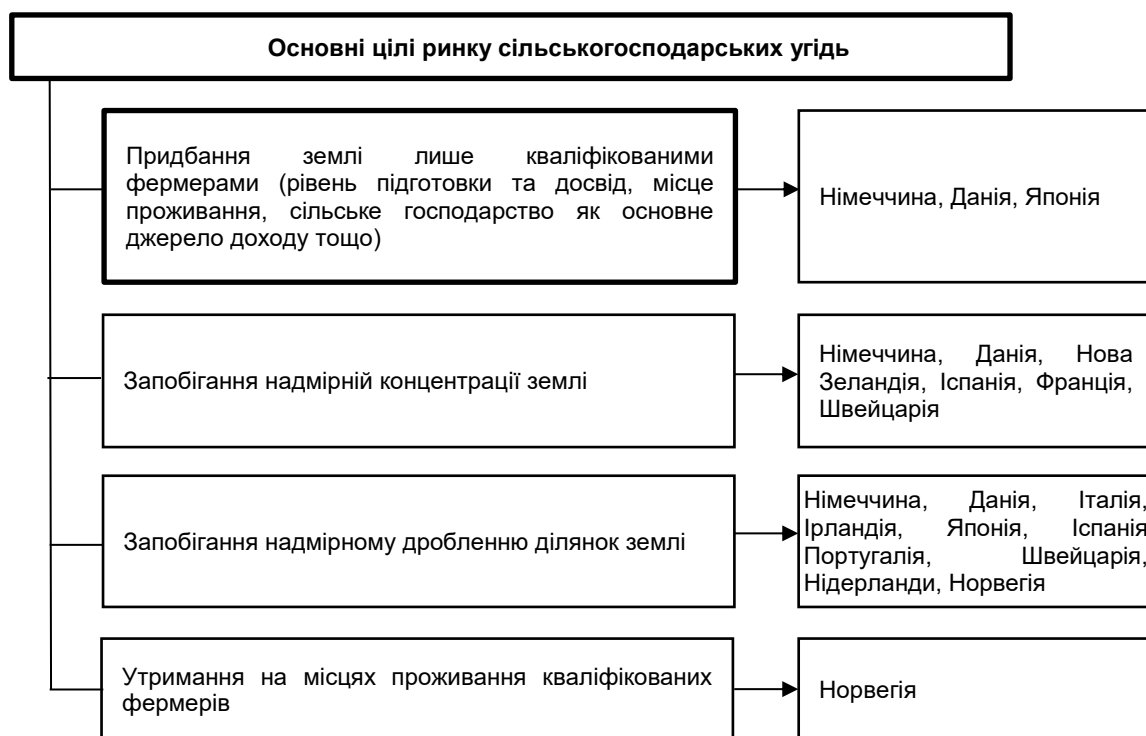 Основні цілі ринку сільськогосподарських угідь
Придбання землі лише кваліфікованими
фермерами (рівень підготовки та досвід, місце
проживання, сільське господарство як основне
джерело доходу тощо)
Німеччина, Данія, Японія
Запобігання надмірній концентрації землі
Німеччина, Данія, Нова
Зеландія, Іспанія, Франція,
Швейцарія
Запобігання надмірному дробленню ділянок землі
Німеччина, Данія, Італія,
Ірландія, Японія, Іспанія
Португалія, Швейцарія,
Нідерланди, Норвегія
Утримання на місцях проживання кваліфікованих
фермерів
Норвегія